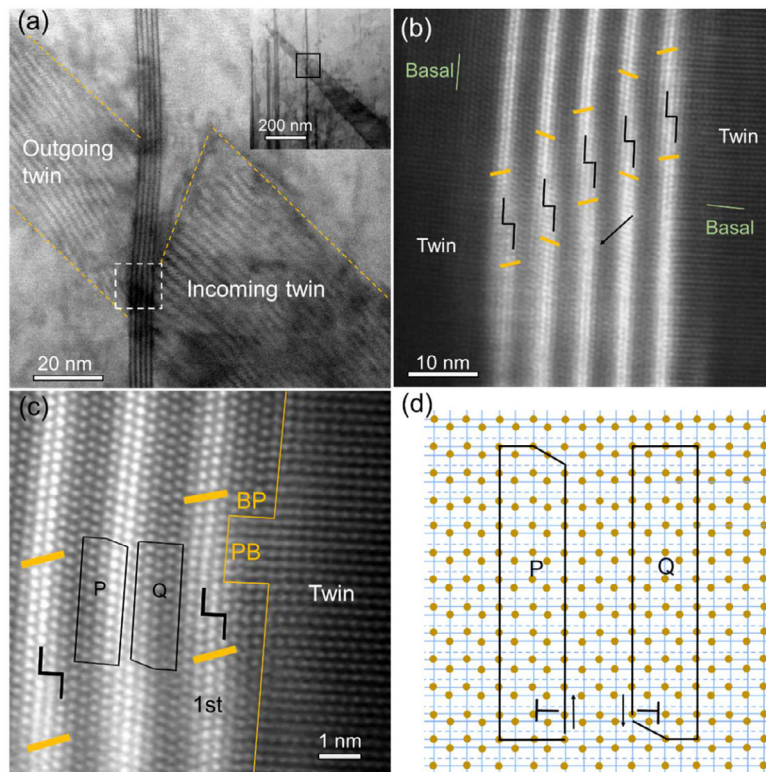 (a)
200 nm
Outgoing
twin
Incoming twin
20 nm
(b)
Basal
Twin
Basal
Twin
10 nm
(c)
BP
PB
P
Q
Twin
1st
1 nm
(d)
P
Q